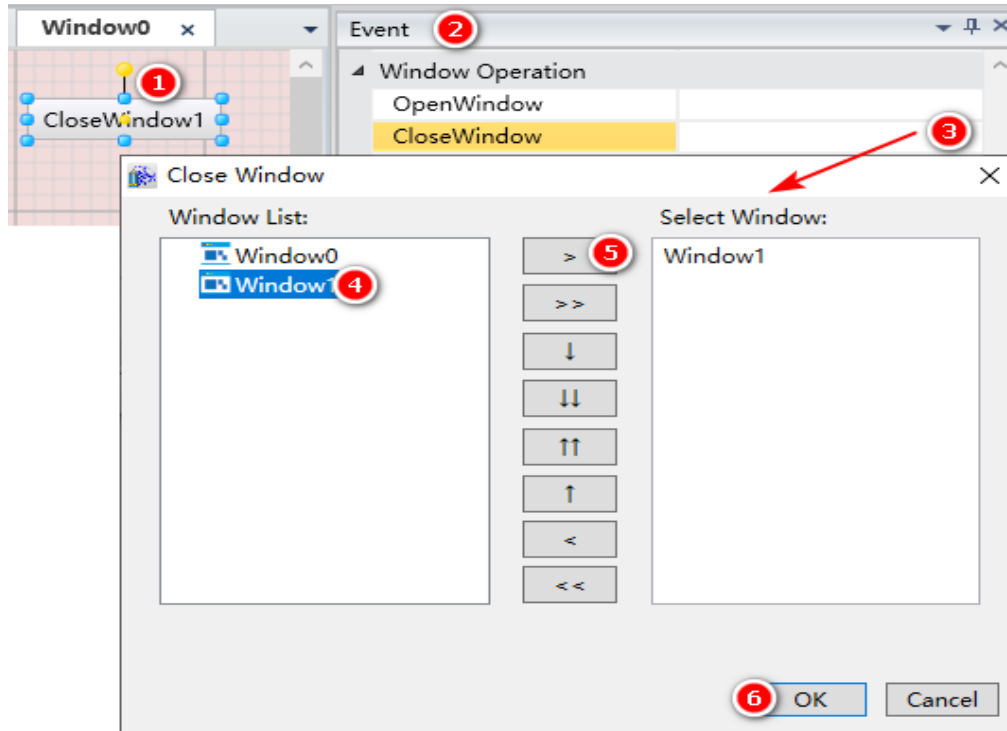 Window0 x
Event 2
1
Window Operation
CloseWindow1
OpenWindow
CloseWindow
3
Close Window
Window List:
Select Window:
Window0
> 5
Window1
Window1 4
>>
↓
↓↓
↑↑
↑
<
<<
6 OK
Cancel